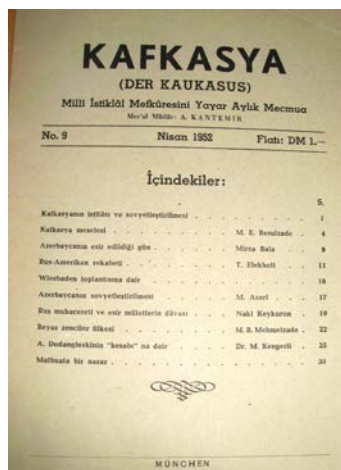 KAFKASYA
(DER KAUKASUS)
Millî İstiklâl Mefkûresini Yayar Aylık Mecmua
Mes'ul Müdür: A. KANTEMIR
No. 9 Nisan 1952 Fiatı: DM 1.—
İçindekiler:
S.
Kafkasyanın istilâsı ve sovyetleştirilmesi . . . . . . . 1
Kafkasya meselesi . . . . . . . M. E. Resulzade . 4
Azerbaycanın esir edildiği gün . . . . . . . Mirza Bala . 8
Rus-Amerikan rekabeti . . . . . . . T. Elekholi . 11
Wiesbaden toplantısına dair . . . . . . . 16
Azerbaycanın sovyetleştirilmesi . . . . . . . M. . 17
Rus muhacereti ve esir milletlerin dâvası . . . Naki Keykurun . 19
Beyaz zenciler ülkesi . . . . . . . M. B. Mehmetzade . 22
A. Dudanginskinin "hesabı" na dair . . . . . Dr. M. Kengerli . 25
Matbuata bir nazar . . . . . . . 30
MÜNCHEN